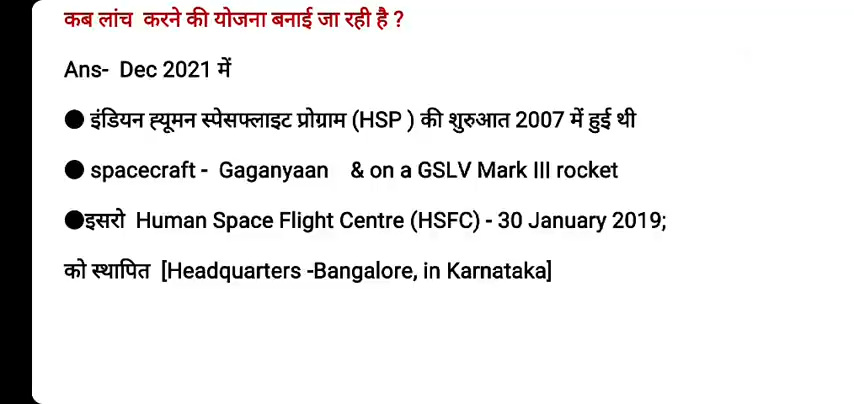 कब लांच करने की योजना बनाई जा रही है ?
Ans- Dec 2021 में
● इंडियन ह्यूमन स्पेसफ्लाइट प्रोग्राम (HSP ) की शुरुआत 2007 में हुई थी
● spacecraft - Gaganyaan & on a GSLV Mark III rocket
●इसरो Human Space Flight Centre (HSFC) - 30 January 2019;
को स्थापित [Headquarters -Bangalore, in Karnataka]